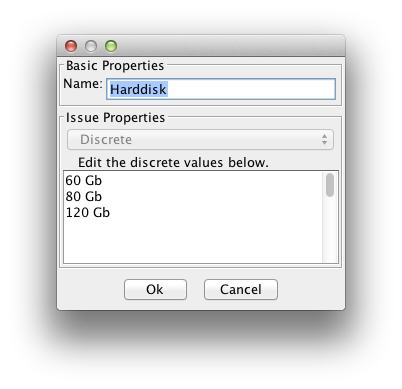 Basic Properties
Name: Harddisk
Issue Properties
Discrete
Edit the discrete values below.
60 Gb
80 Gb
120 Gb
Ok Cancel